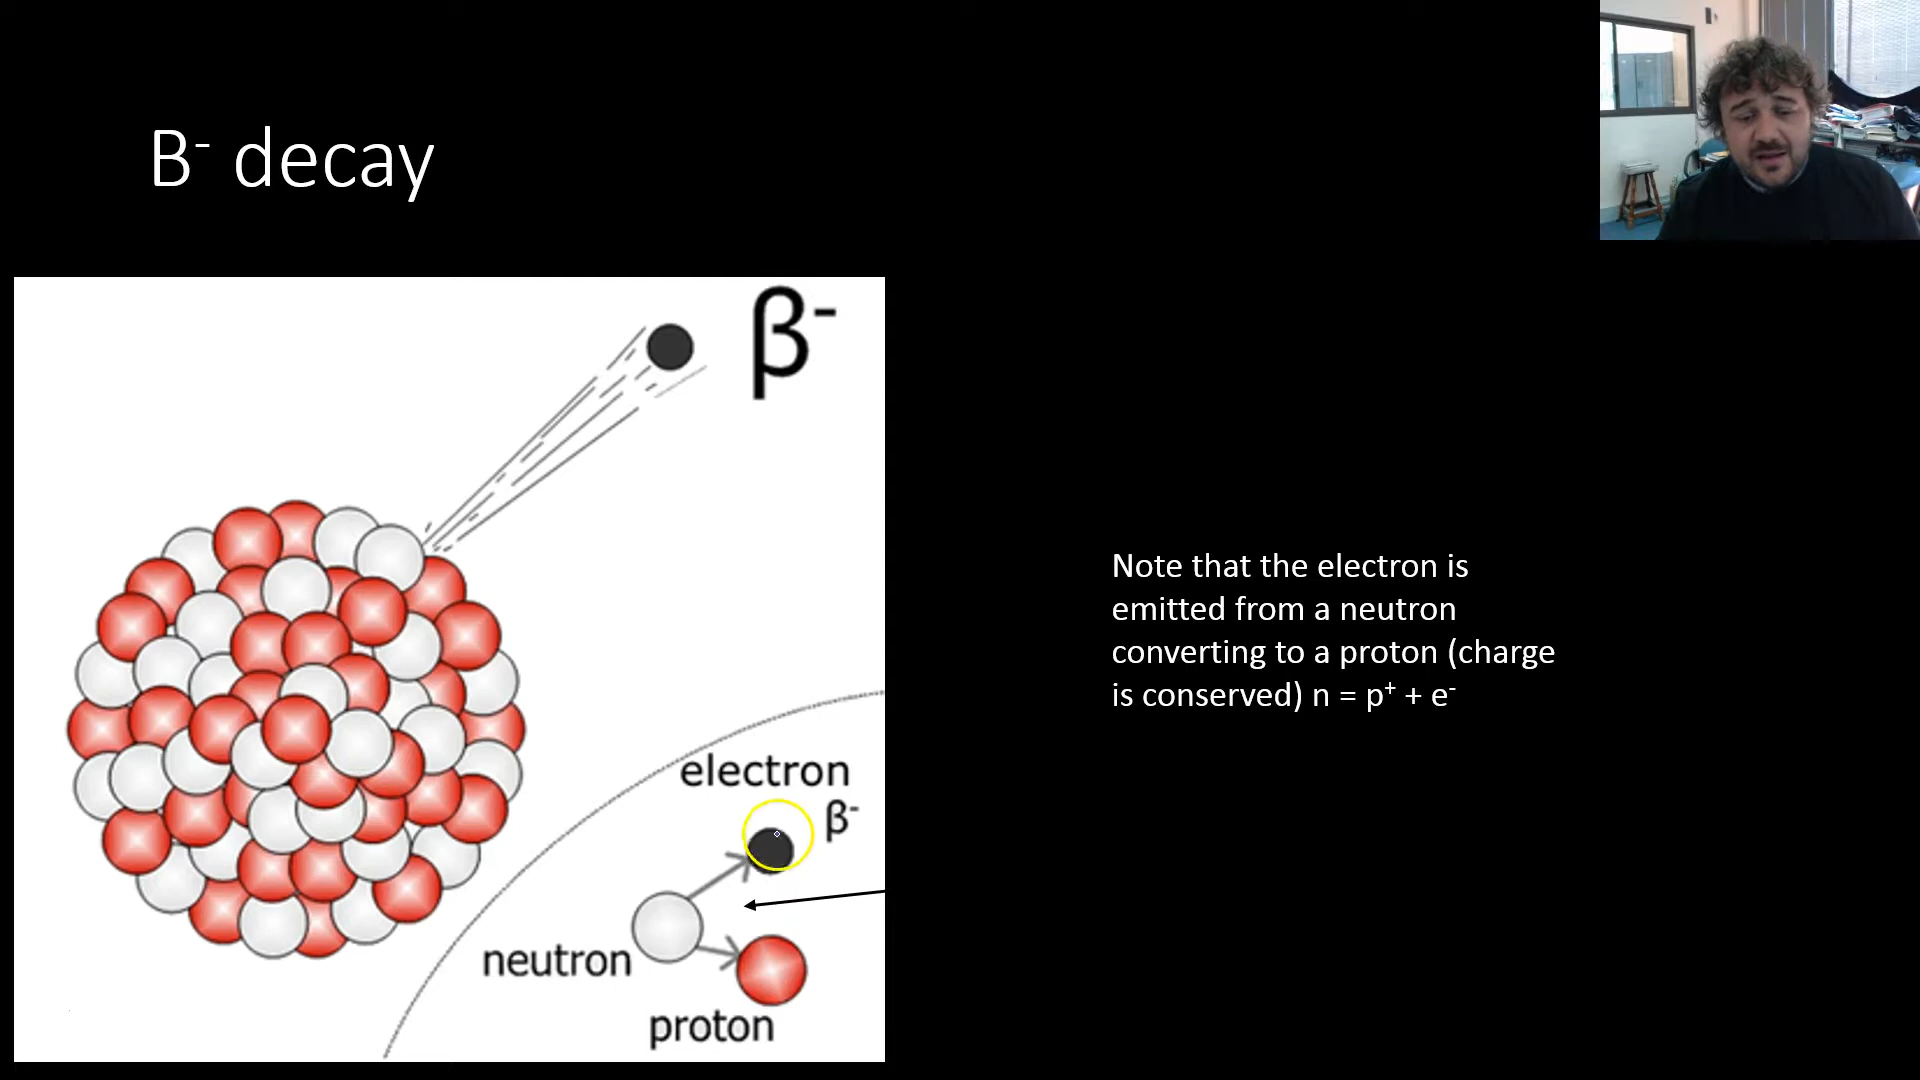 B⁻ decay
β⁻
Note that the electron is
emitted from a neutron
converting to a proton (charge
is conserved) n = p⁺ + e⁻
electron
β⁻
neutron
proton